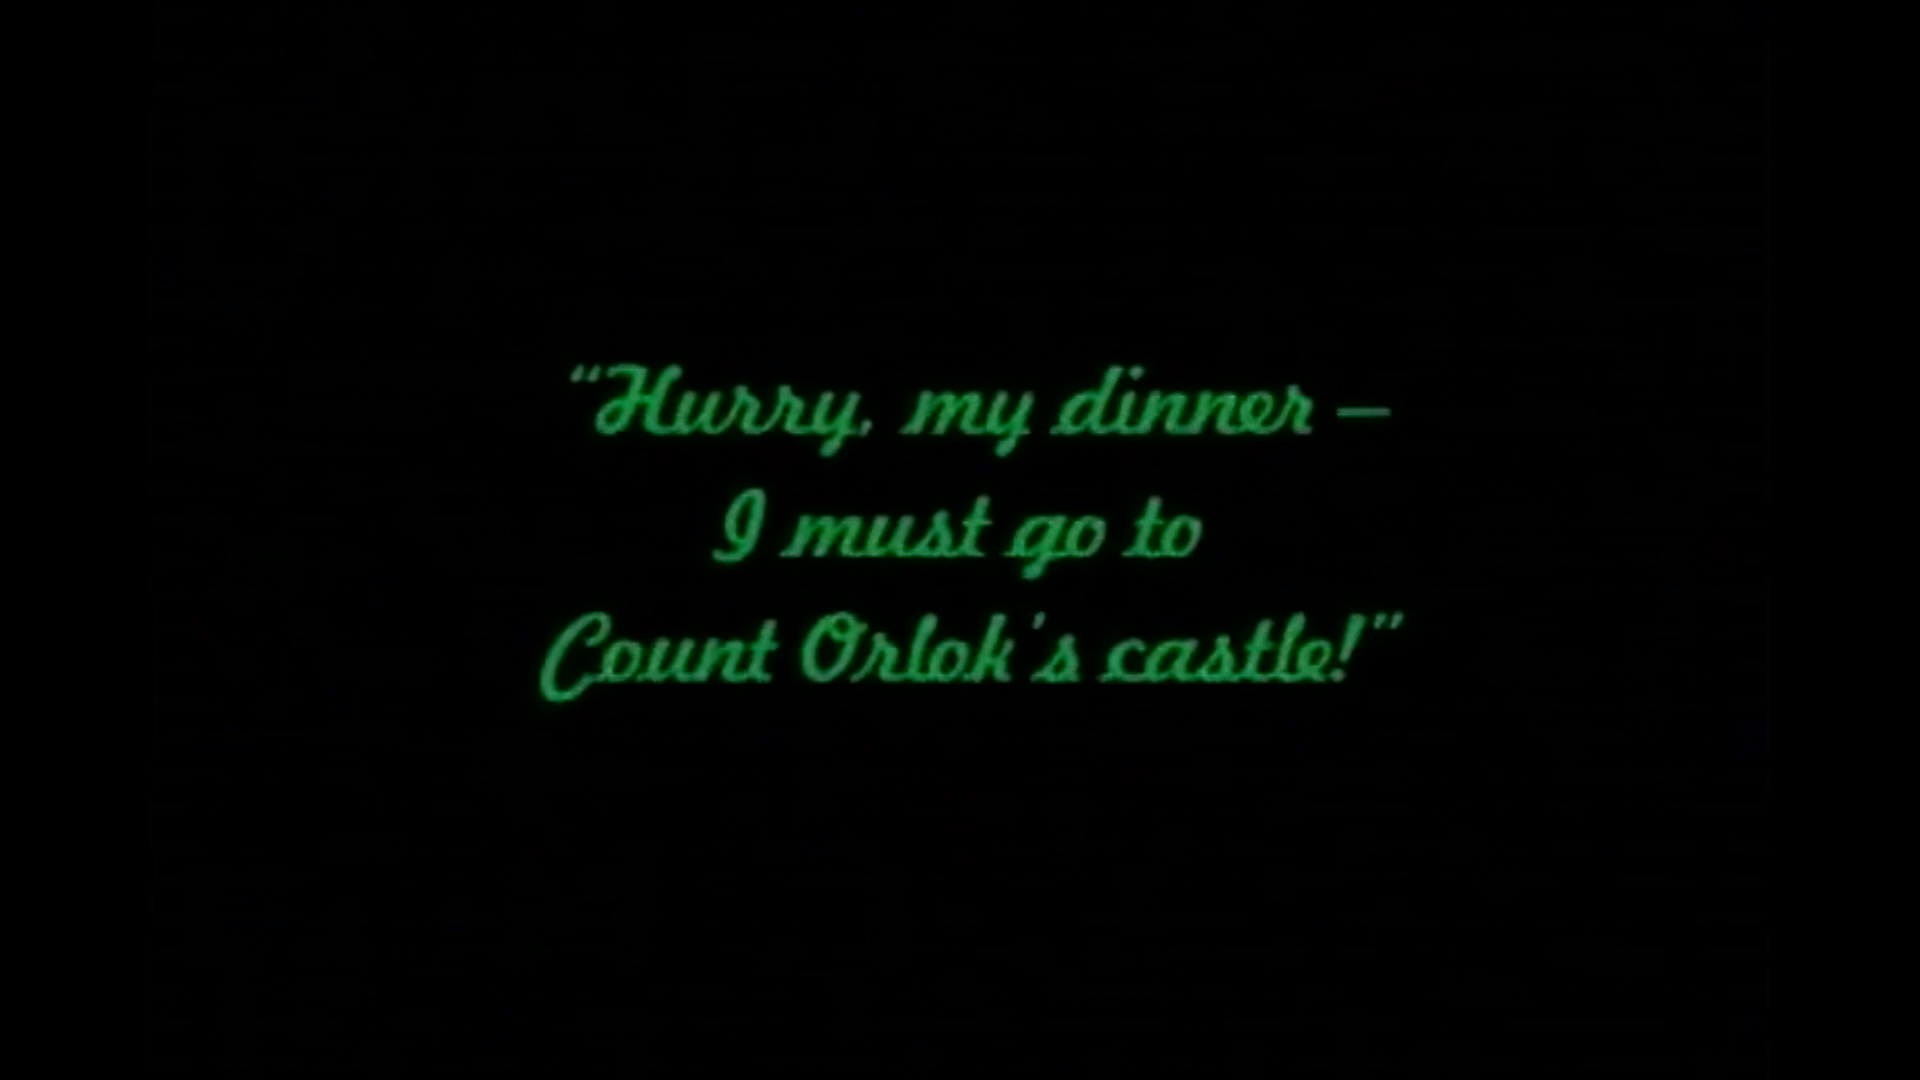 “Hurry, my dinner –
I must go to
Count Orlok's castle!”